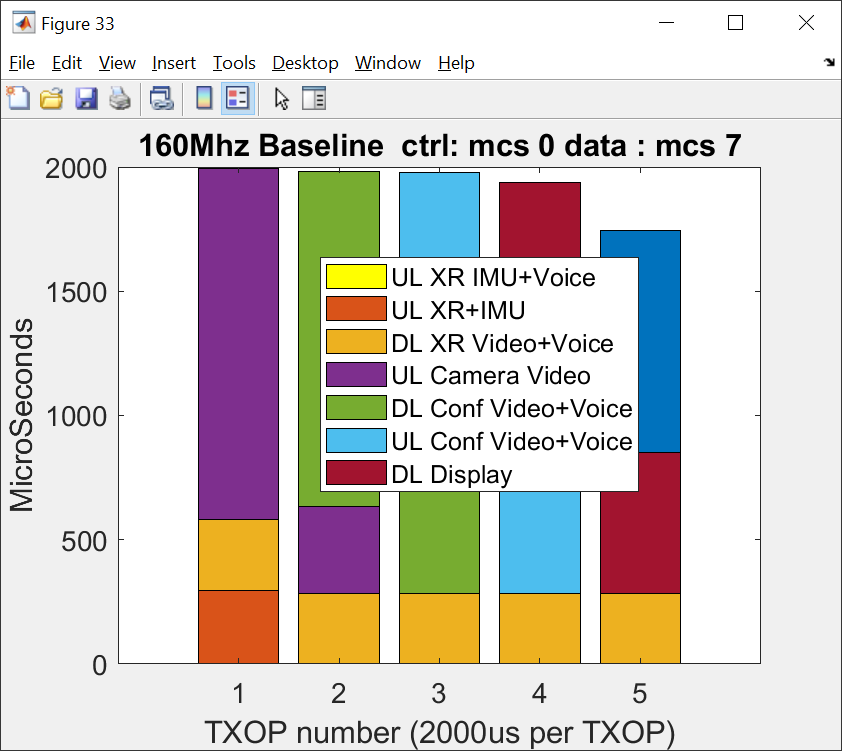 Figure 33
File Edit View Insert Tools Desktop Window Help
160Mhz Baseline  ctrl: mcs 0 data : mcs 7
2000
1500
1000
500
0
MicroSeconds
UL XR IMU+Voice
UL XR+IMU
DL XR Video+Voice
UL Camera Video
DL Conf Video+Voice
UL Conf Video+Voice
DL Display
1 2 3 4 5
TXOP number (2000us per TXOP)